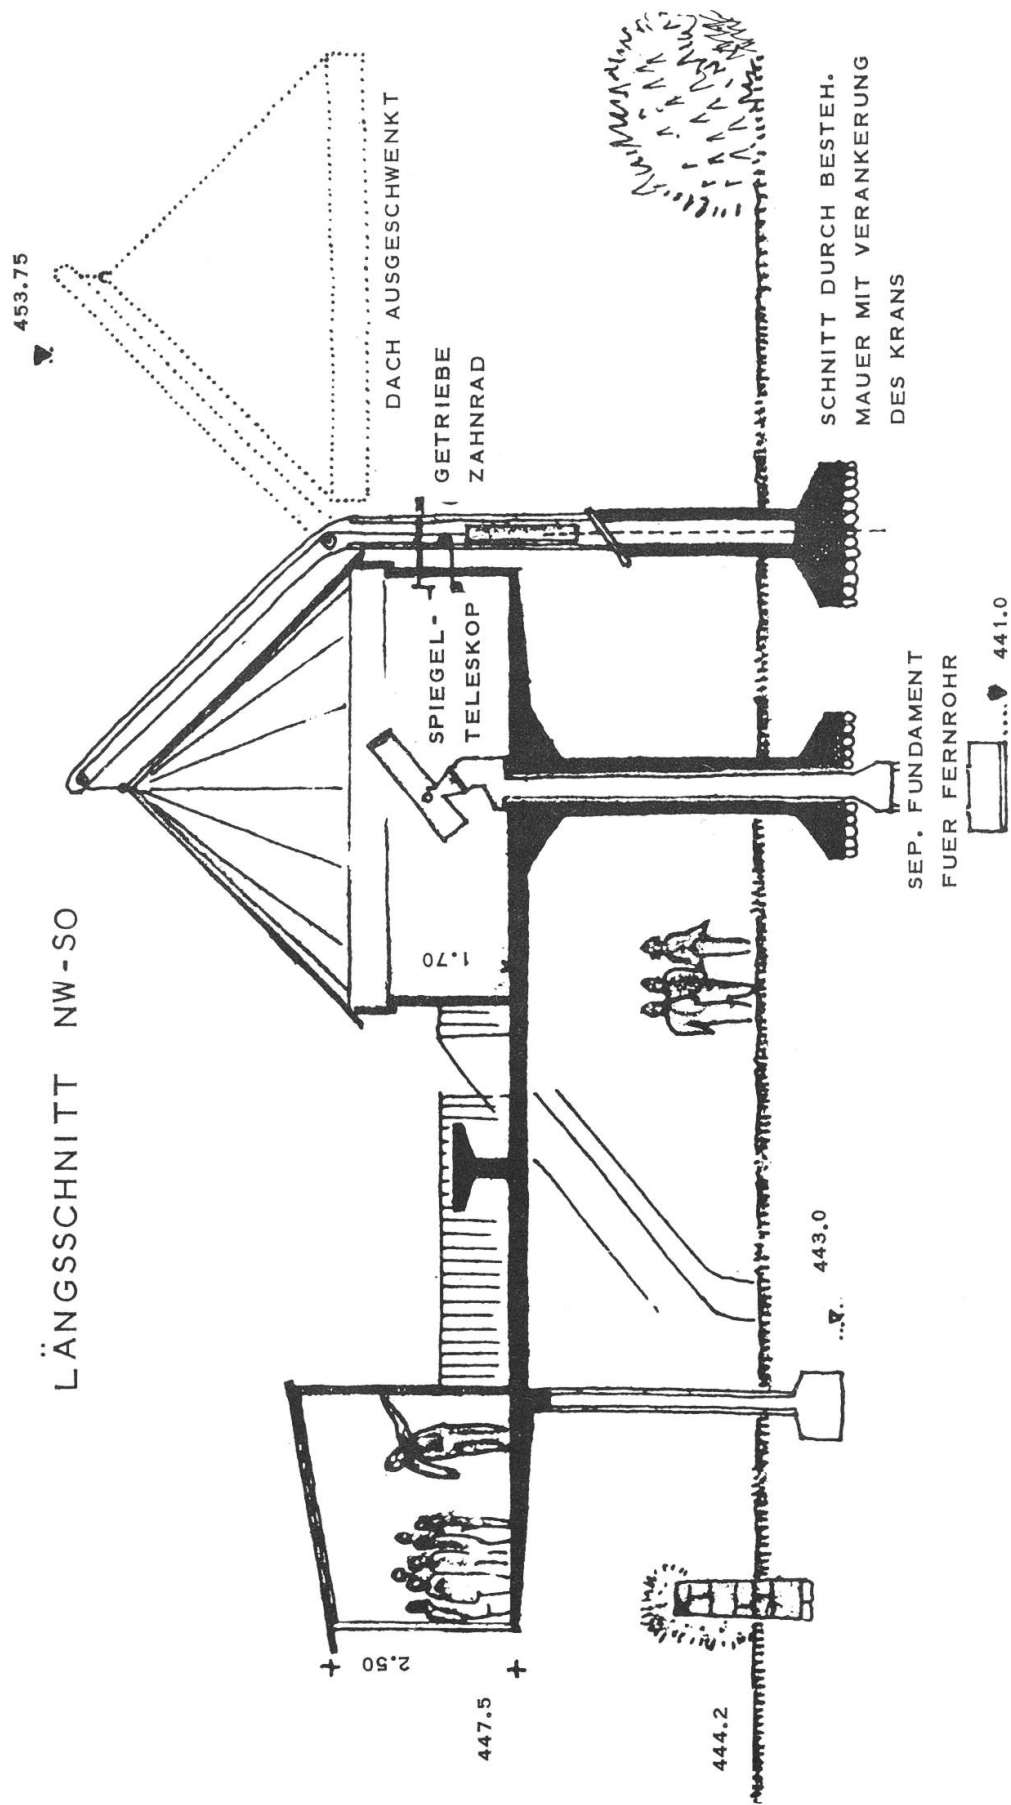 LÄNGSSCHNITT NW-SO
453.75
DACH AUSGESCHWENKT
GETRIEBE
ZAHNRAD
SPIEGEL-
TELESKOP
1.70
2.50
447.5
444.2
443.0
SEP. FUNDAMENT
FUER FERNROHR
441.0
SCHNITT DURCH BESTEH.
MAUER MIT VERANKERUNG
DES KRANS